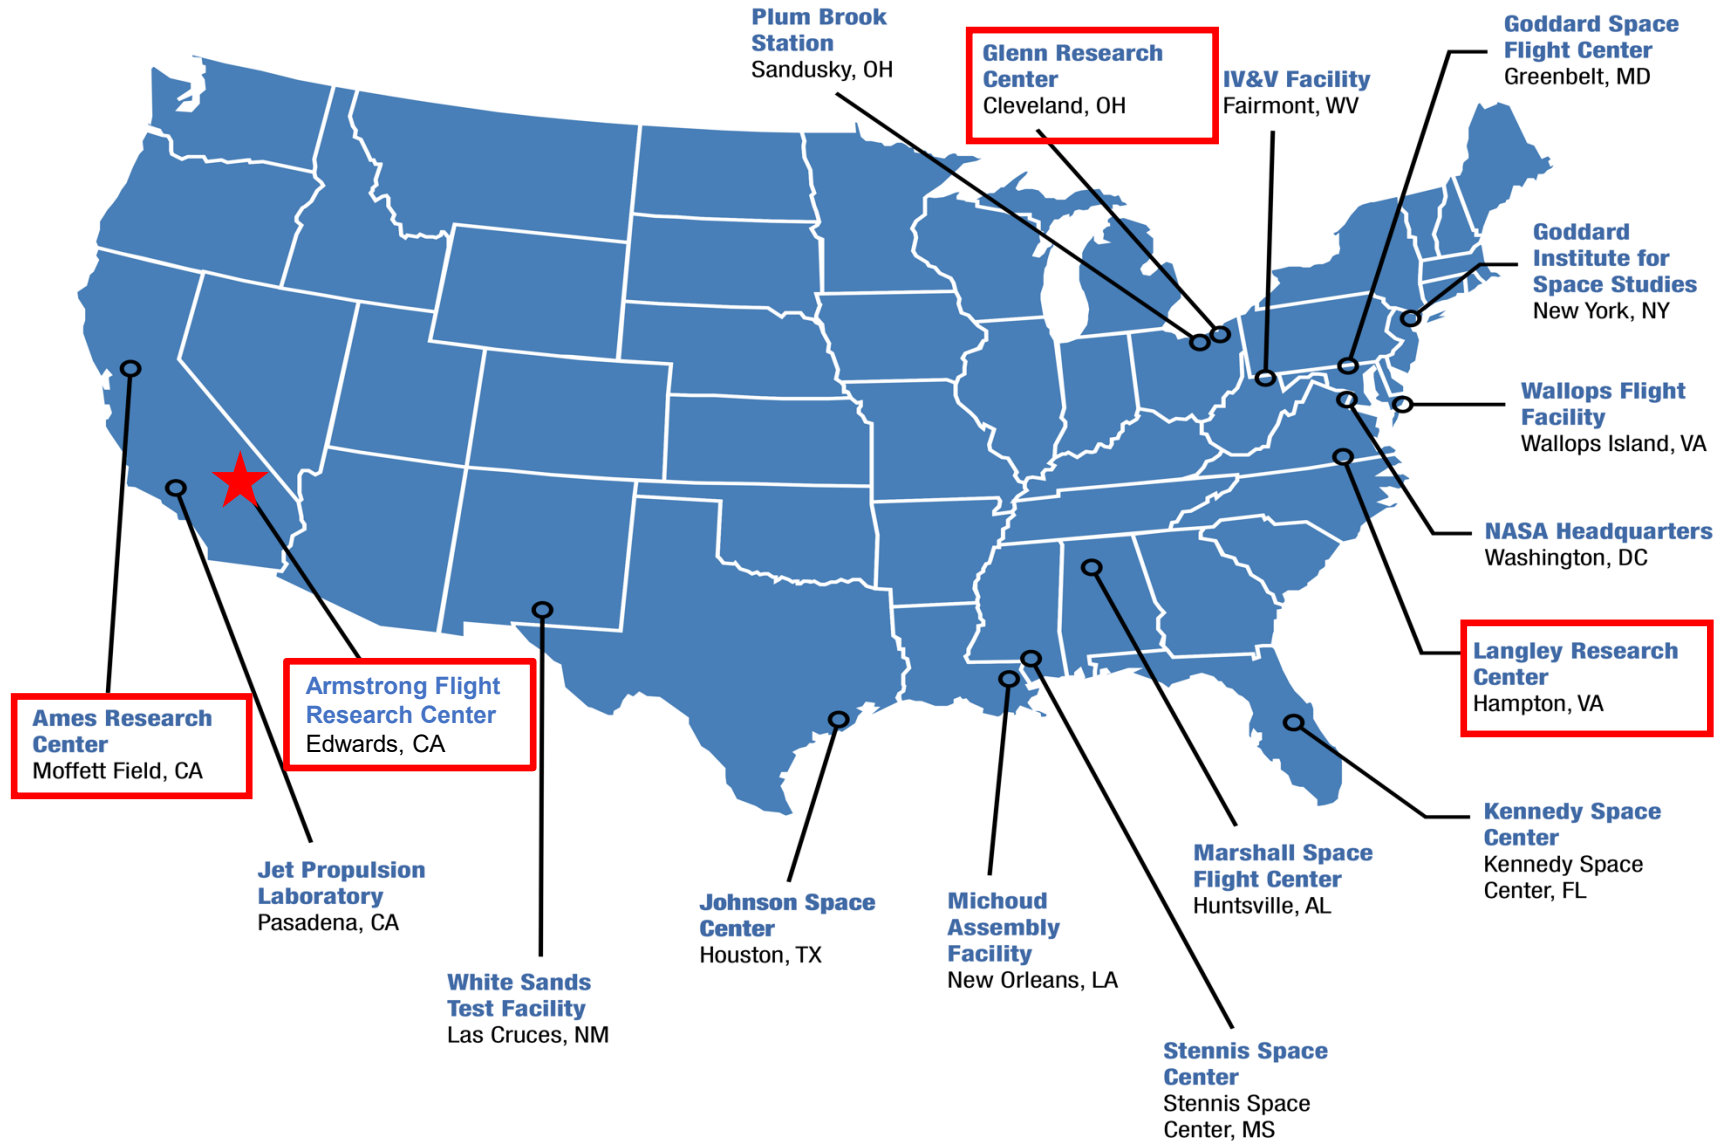 Plum Brook
Station
Sandusky, OH
Glenn Research
Center
Cleveland, OH
IV&V Facility
Fairmont, WV
Goddard Space
Flight Center
Greenbelt, MD
Goddard
Institute for
Space Studies
New York, NY
Wallops Flight
Facility
Wallops Island, VA
NASA Headquarters
Washington, DC
Langley Research
Center
Hampton, VA
Kennedy Space
Center
Kennedy Space
Center, FL
Marshall Space
Flight Center
Huntsville, AL
Stennis Space
Center
Stennis Space
Center, MS
Michoud
Assembly
Facility
New Orleans, LA
Johnson Space
Center
Houston, TX
White Sands
Test Facility
Las Cruces, NM
Jet Propulsion
Laboratory
Pasadena, CA
Armstrong Flight
Research Center
Edwards, CA
Ames Research
Center
Moffett Field, CA